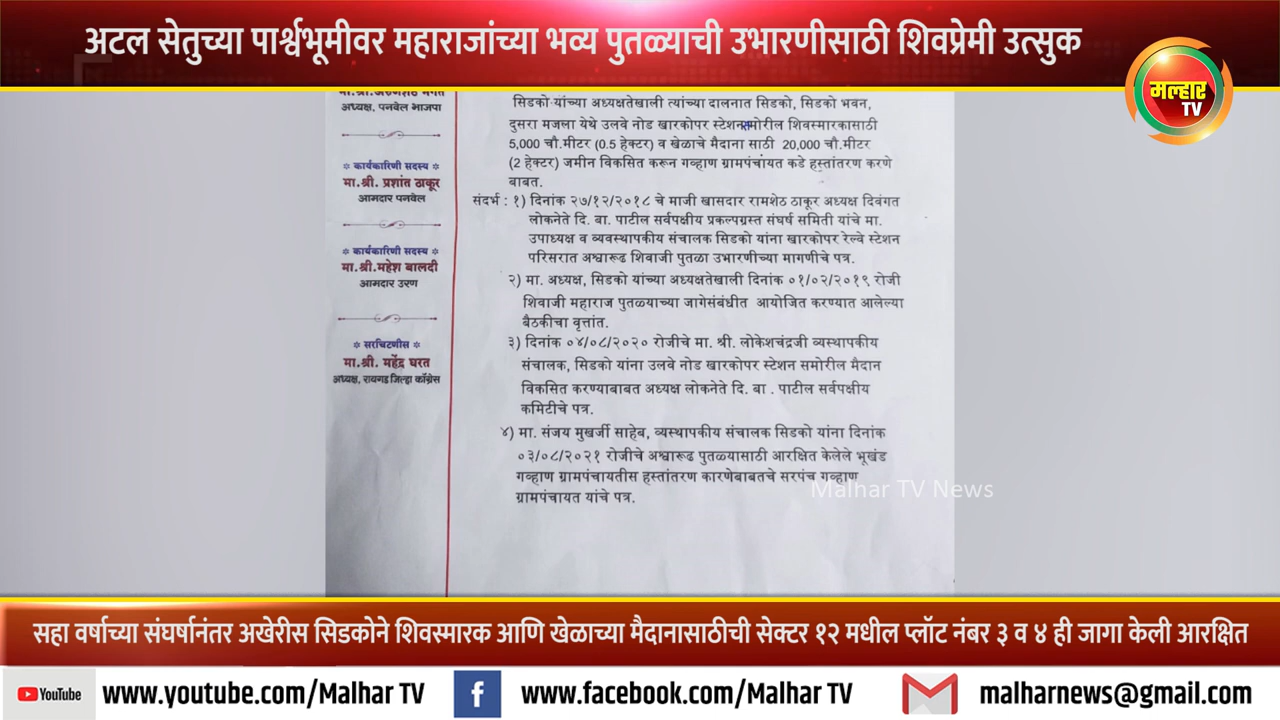 अटल सेतुच्या पार्श्वभूमीवर महाराजांच्या भव्य पुतळ्याची उभारणीसाठी शिवप्रेमी उत्सुक
मल्हार
TV
अध्यक्ष, पनवेल भाजपा
कार्यकारिणी सदस्य
मा.श्री. प्रशांत ठाकूर
आमदार पनवेल
कार्यकारिणी सदस्य
मा.श्री.महेश बालदी
आमदार उरण
सरचिटणीस
मा.श्री. महेंद्र घरत
अध्यक्ष, रायगड जिल्हा काँग्रेस
सिडको यांच्या अध्यक्षतेखाली त्यांच्या दालनात सिडको, सिडको भवन,
दुसरा मजला येथे उलवे नोड खारकोपर स्टेशन समोरील शिवस्मारकासाठी
5,000 चौ.मीटर (0.5 हेक्टर) व खेळाचे मैदाना साठी 20,000 चौ.मीटर
(2 हेक्टर) जमीन विकसित करून गव्हाण ग्रामपंचायत कडे हस्तांतरण करणे
बाबत.
संदर्भ : १) दिनांक २७/१२/२०१८ चे माजी खासदार रामशेठ ठाकूर अध्यक्ष दिवंगत
लोकनेते दि. बा. पाटील सर्वपक्षीय प्रकल्पग्रस्त संघर्ष समिती यांचे मा.
उपाध्यक्ष व व्यवस्थापकीय संचालक सिडको यांना खारकोपर रेल्वे स्टेशन
परिसरात अश्वारूढ शिवाजी पुतळा उभारणीच्या मागणीचे पत्र.
२) मा. अध्यक्ष, सिडको यांच्या अध्यक्षतेखाली दिनांक ०१/०२/२०१९ रोजी
शिवाजी महाराज पुतळ्याच्या जागेसंबंधीत आयोजित करण्यात आलेल्या
बैठकीचा वृत्तांत.
३) दिनांक ०४/०८/२०२० रोजीचे मा. श्री. लोकेशचंद्रजी व्यस्थापकीय
संचालक, सिडको यांना उलवे नोड खारकोपर स्टेशन समोरील मैदान
विकसित करण्याबाबत अध्यक्ष लोकनेते दि. बा . पाटील सर्वपक्षीय
कमिटीचे पत्र.
४) मा. संजय मुखर्जी साहेब, व्यस्थापकीय संचालक सिडको यांना दिनांक
०३/०८/२०२१ रोजीचे अश्वारूढ पुतळ्यासाठी आरक्षित केलेले भूखंड
गव्हाण ग्रामपंचायतीस हस्तांतरण कारणेबाबतचे सरपंच गव्हाण
ग्रामपंचायत यांचे पत्र.
Malhar TV News
सहा वर्षाच्या संघर्षानंतर अखेरीस सिडकोने शिवस्मारक आणि खेळाच्या मैदानासाठीची सेक्टर १२ मधील प्लॉट नंबर ३ व ४ ही जागा केली आरक्षित
YouTube www.youtube.com/Malhar TV www.facebook.com/Malhar TV malharnews@gmail.com